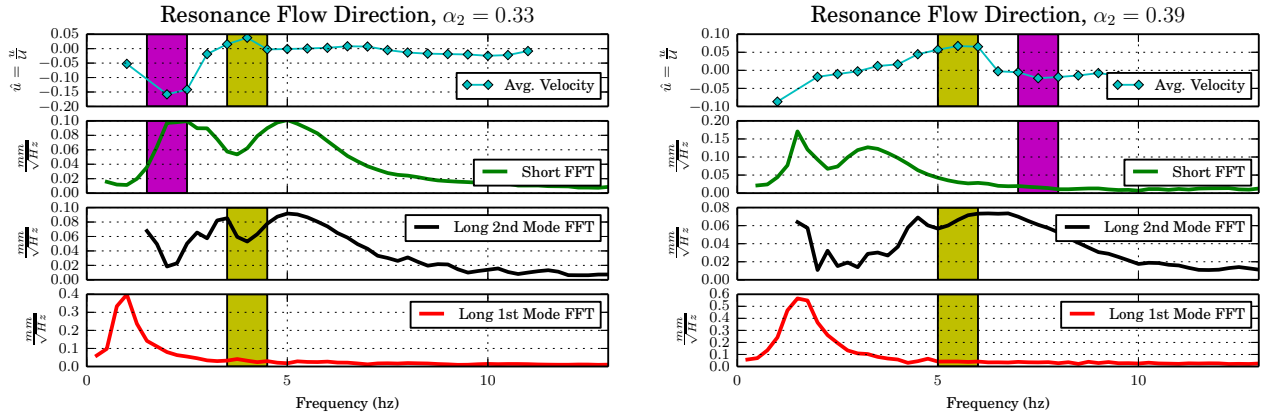 Resonance Flow Direction, α₂ = 0.33
0.05
0.00
−0.05
−0.10
−0.15
−0.20
û = u/U
Avg. Velocity
0.10
0.08
0.06
0.04
0.02
0.00
mm/√Hz
Short FFT
0.10
0.08
0.06
0.04
0.02
0.00
mm/√Hz
Long 2nd Mode FFT
0.4
0.3
0.2
0.1
0.0
mm/√Hz
Long 1st Mode FFT
0 5 10
Frequency (hz)
Resonance Flow Direction, α₂ = 0.39
0.10
0.05
0.00
−0.05
−0.10
û = u/U
Avg. Velocity
0.20
0.15
0.10
0.05
0.00
mm/√Hz
Short FFT
0.08
0.06
0.04
0.02
0.00
mm/√Hz
Long 2nd Mode FFT
0.6
0.5
0.4
0.3
0.2
0.1
0.0
mm/√Hz
Long 1st Mode FFT
0 5 10
Frequency (hz)